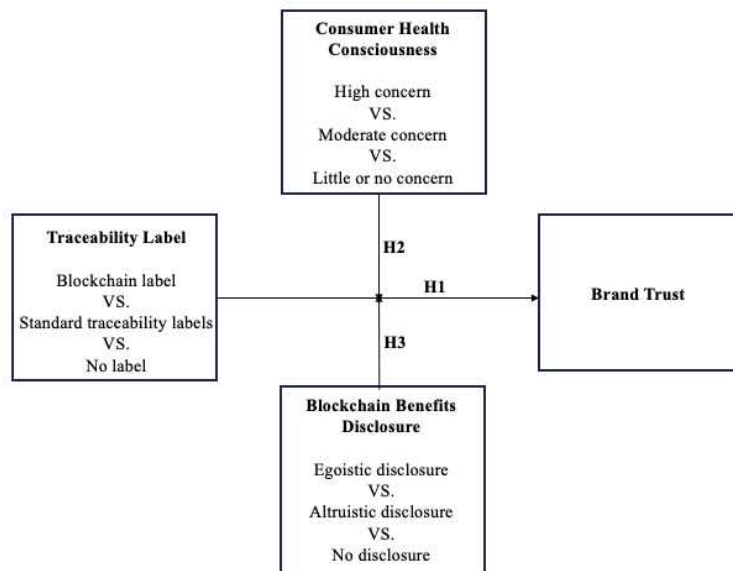 Consumer Health
Consciousness
High concern
VS.
Moderate concern
VS.
Little or no concern
H2
Traceability Label
Blockchain label
VS.
Standard traceability labels
VS.
No label
H1
Brand Trust
H3
Blockchain Benefits
Disclosure
Egoistic disclosure
VS.
Altruistic disclosure
VS.
No disclosure